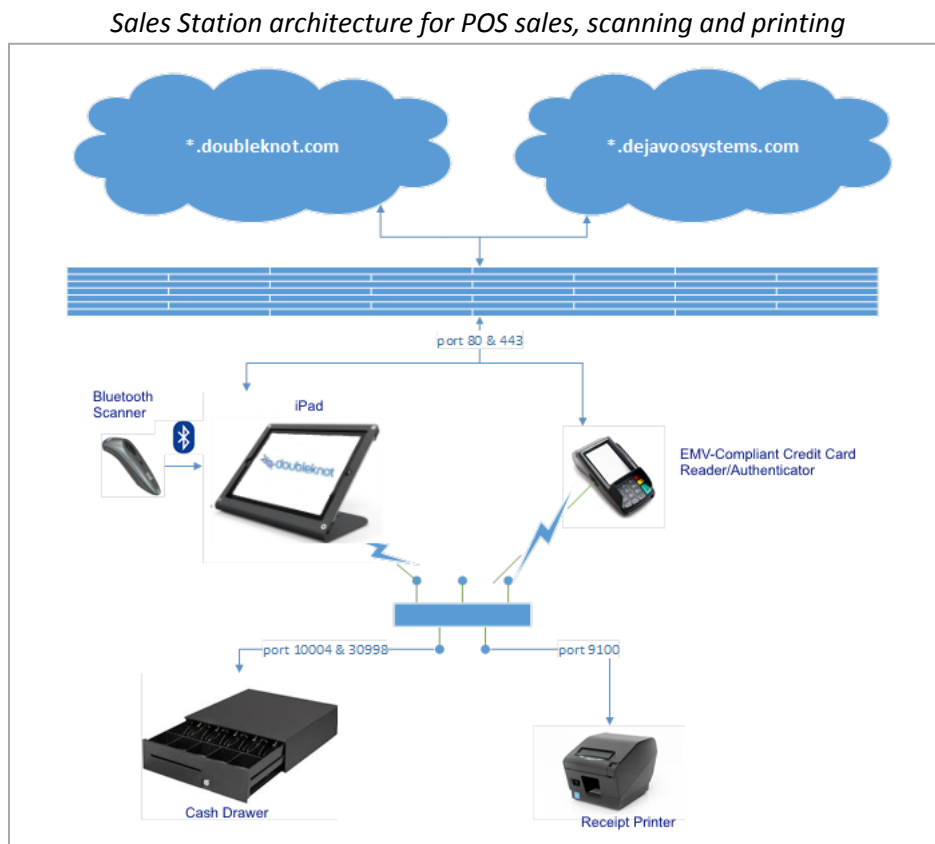 Sales Station architecture for POS sales, scanning and printing
*.doubleknot.com
*.dejavoosystems.com
port 80 & 443
Bluetooth
Scanner
iPad
doubleknot
EMV-Compliant Credit Card
Reader/Authenticator
port 10004 & 30998
port 9100
Cash Drawer
Receipt Printer